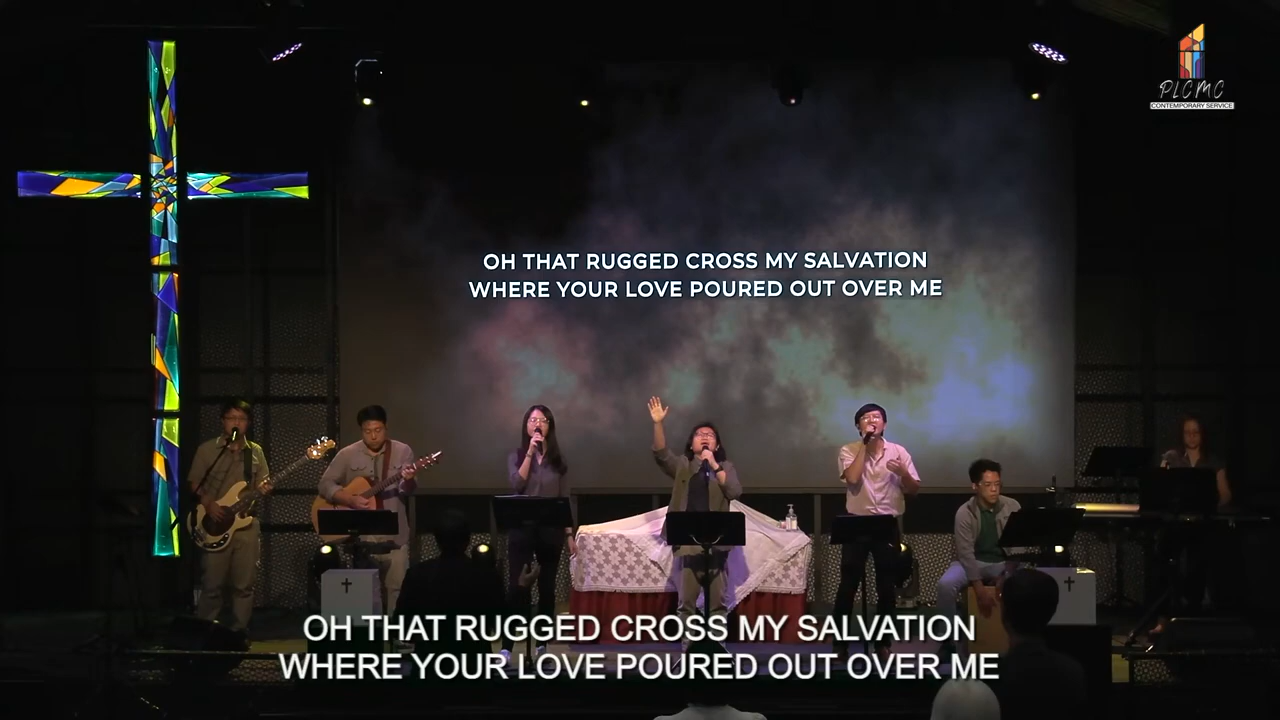 PLCMC
CONTEMPORARY SERVICE
OH THAT RUGGED CROSS MY SALVATION
WHERE YOUR LOVE POURED OUT OVER ME
OH THAT RUGGED CROSS MY SALVATION
WHERE YOUR LOVE POURED OUT OVER ME